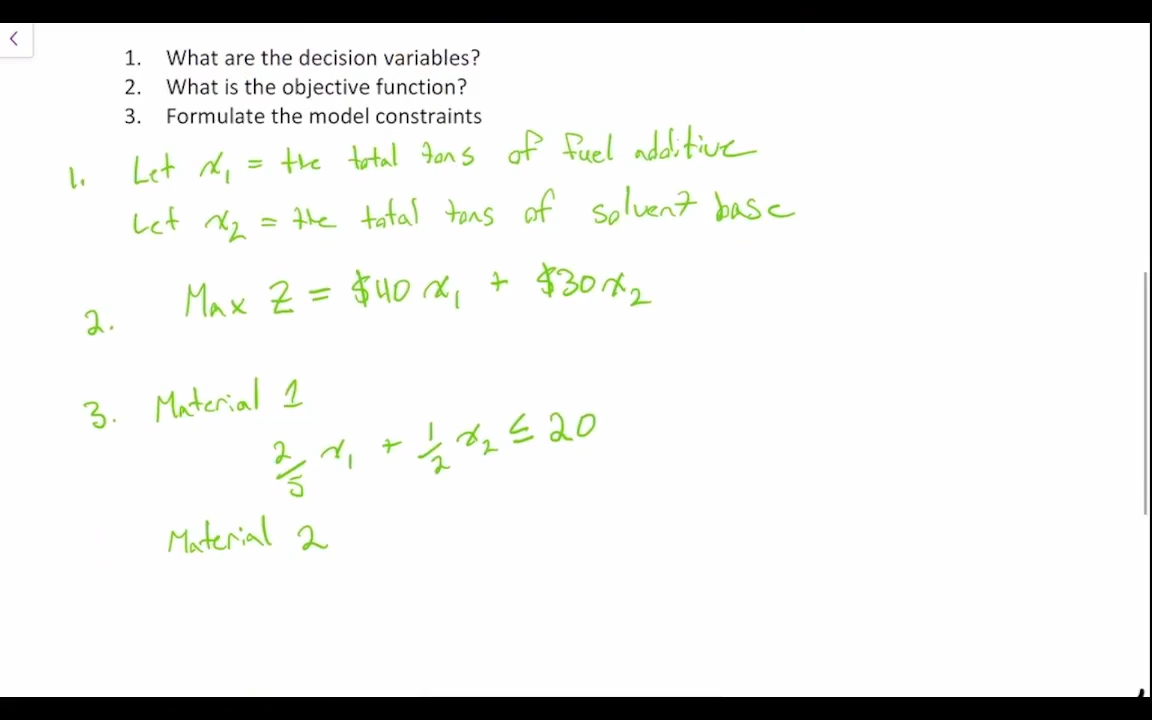 1. What are the decision variables?
2. What is the objective function?
3. Formulate the model constraints
1. Let x₁ = the total tons of fuel additive
Let x₂ = the total tons of solvent base
2. Max Z = $40 x₁ + $30x₂
3. Material 1
2/5 x₁ + 1/2 x₂ ≤ 20
Material 2